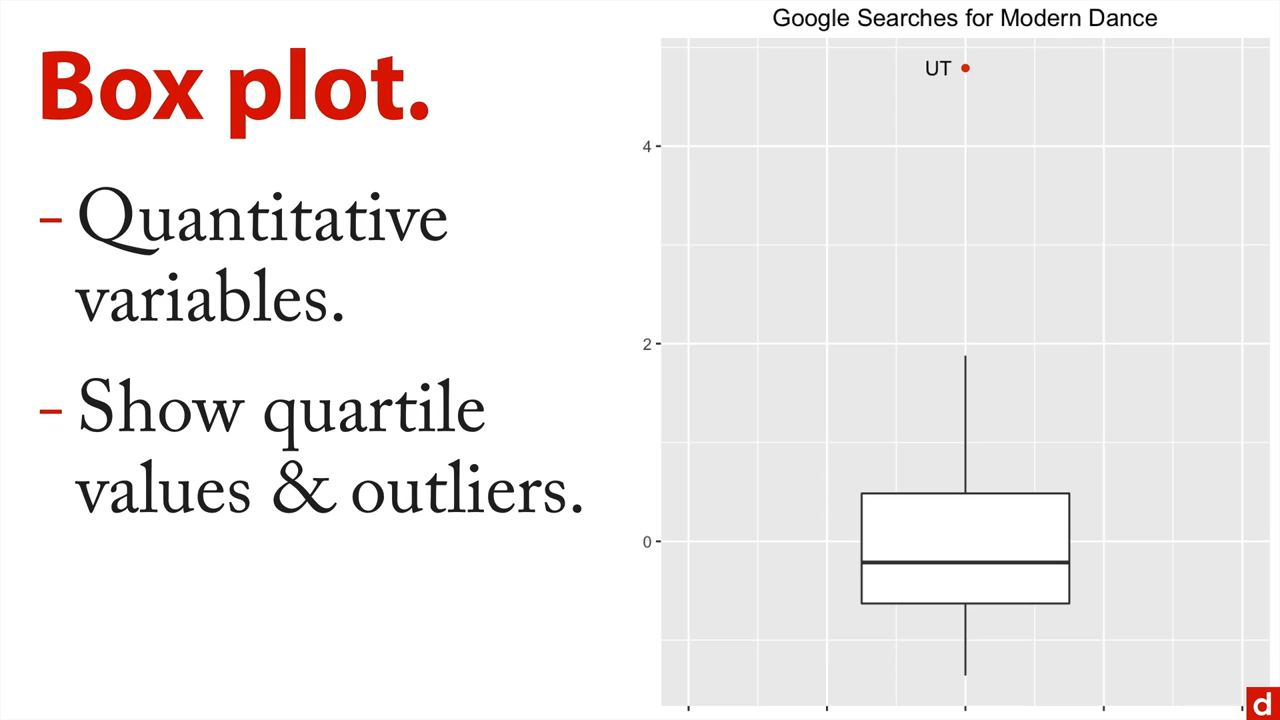 Box plot.
- Quantitative
variables.
- Show quartile
values & outliers.
Google Searches for Modern Dance
UT
4
2
0
d